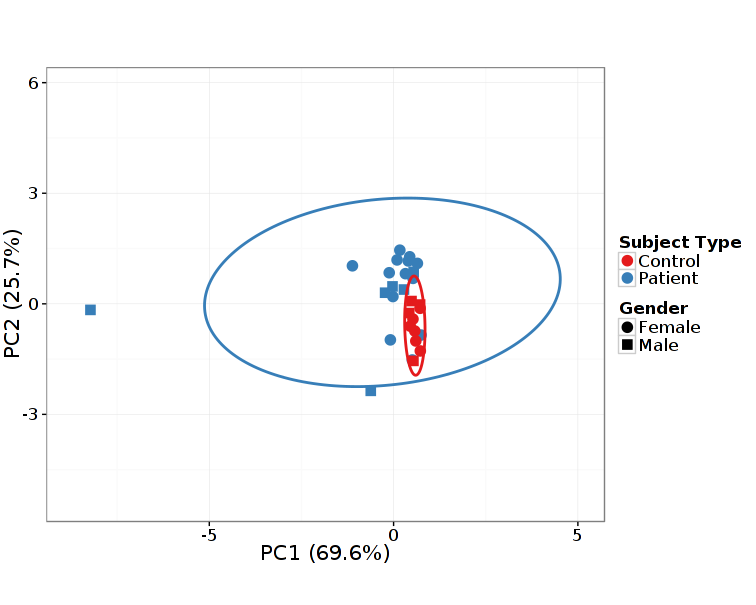 6
3
0
-3
PC2 (25.7%)
-5
0
5
PC1 (69.6%)
Subject Type
Control
Patient
Gender
Female
Male